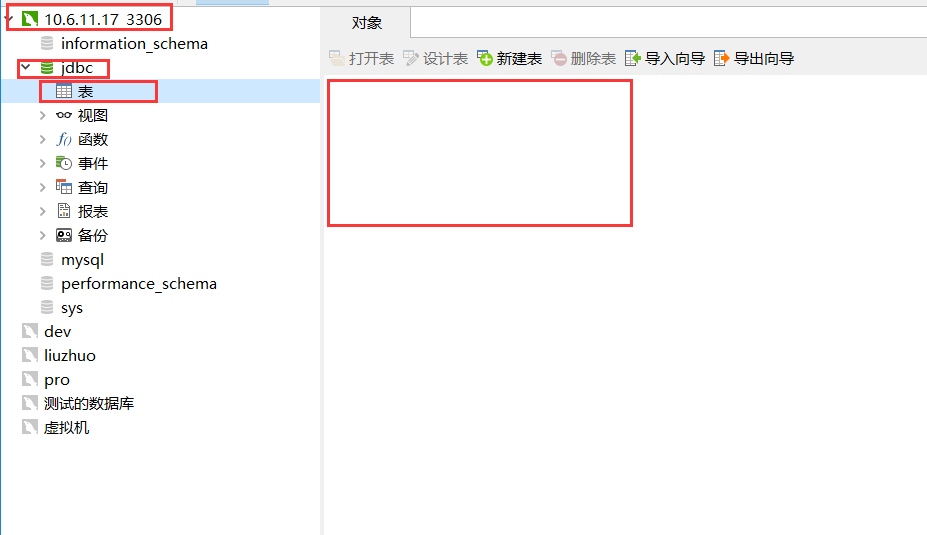 10.6.11.17_3306
information_schema
jdbc
表
视图
f() 函数
事件
查询
报表
备份
mysql
performance_schema
sys
dev
liuzhuo
pro
测试的数据库
虚拟机
对象
打开表 设计表 新建表 删除表 导入向导 导出向导